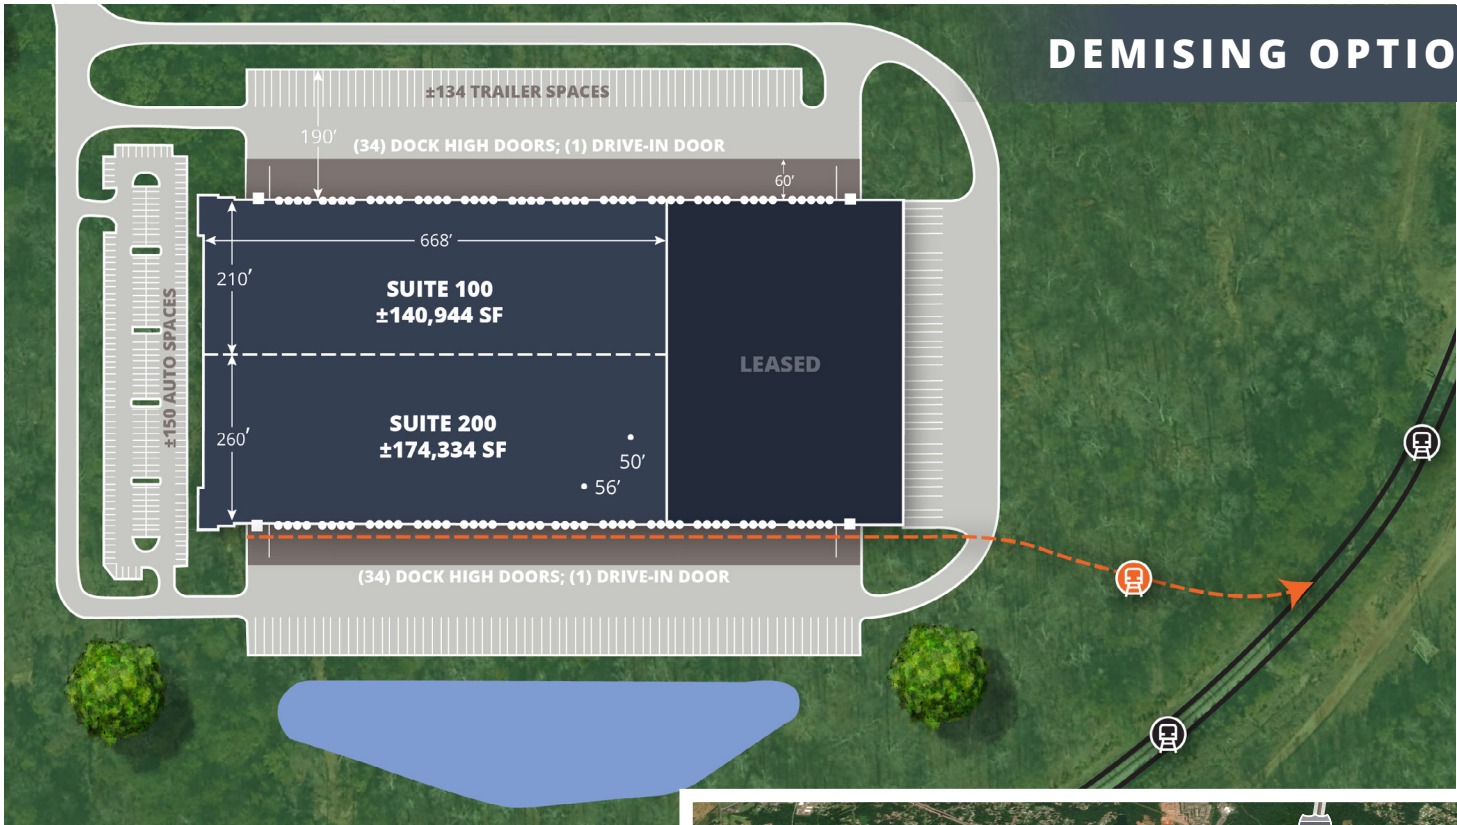 DEMISING OPTIO
±134 TRAILER SPACES
190'
(34) DOCK HIGH DOORS; (1) DRIVE-IN DOOR
60'
668'
210'
SUITE 100
±140,944 SF
LEASED
±150 AUTO SPACES
260'
SUITE 200
±174,334 SF
50'
56'
(34) DOCK HIGH DOORS; (1) DRIVE-IN DOOR